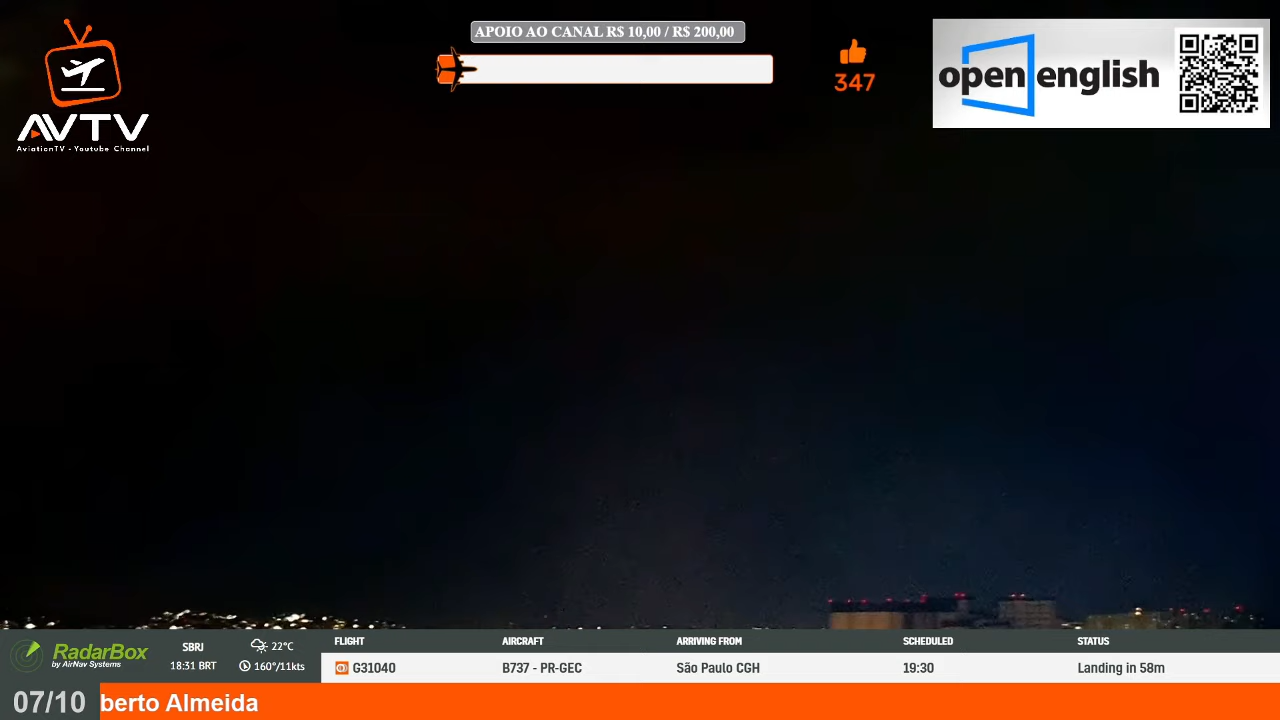 APOIO AO CANAL R$ 10,00 / R$ 200,00
347
open english
AVTV
AviationTV - Youtube Channel
RadarBox
by AirNav Systems
SBRJ
18:31 BRT
22°C
160°/11kts
FLIGHT AIRCRAFT ARRIVING FROM SCHEDULED STATUS
G31040 B737 - PR-GEC São Paulo CGH 19:30 Landing in 58m
07/10 berto Almeida